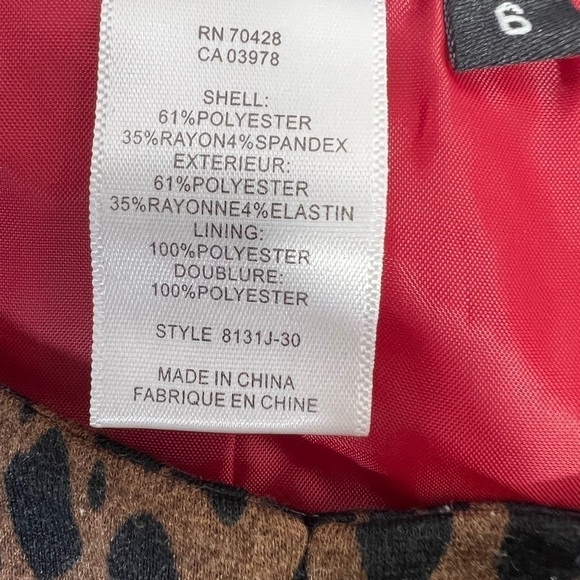 RN 70428
CA 03978
SHELL:
61%POLYESTER
35%RAYON4%SPANDEX
EXTERIEUR:
61%POLYESTER
35%RAYONNE4%ELASTIN
LINING:
100%POLYESTER
DOUBLURE:
100%POLYESTER
STYLE 8131J-30
MADE IN CHINA
FABRIQUE EN CHINE